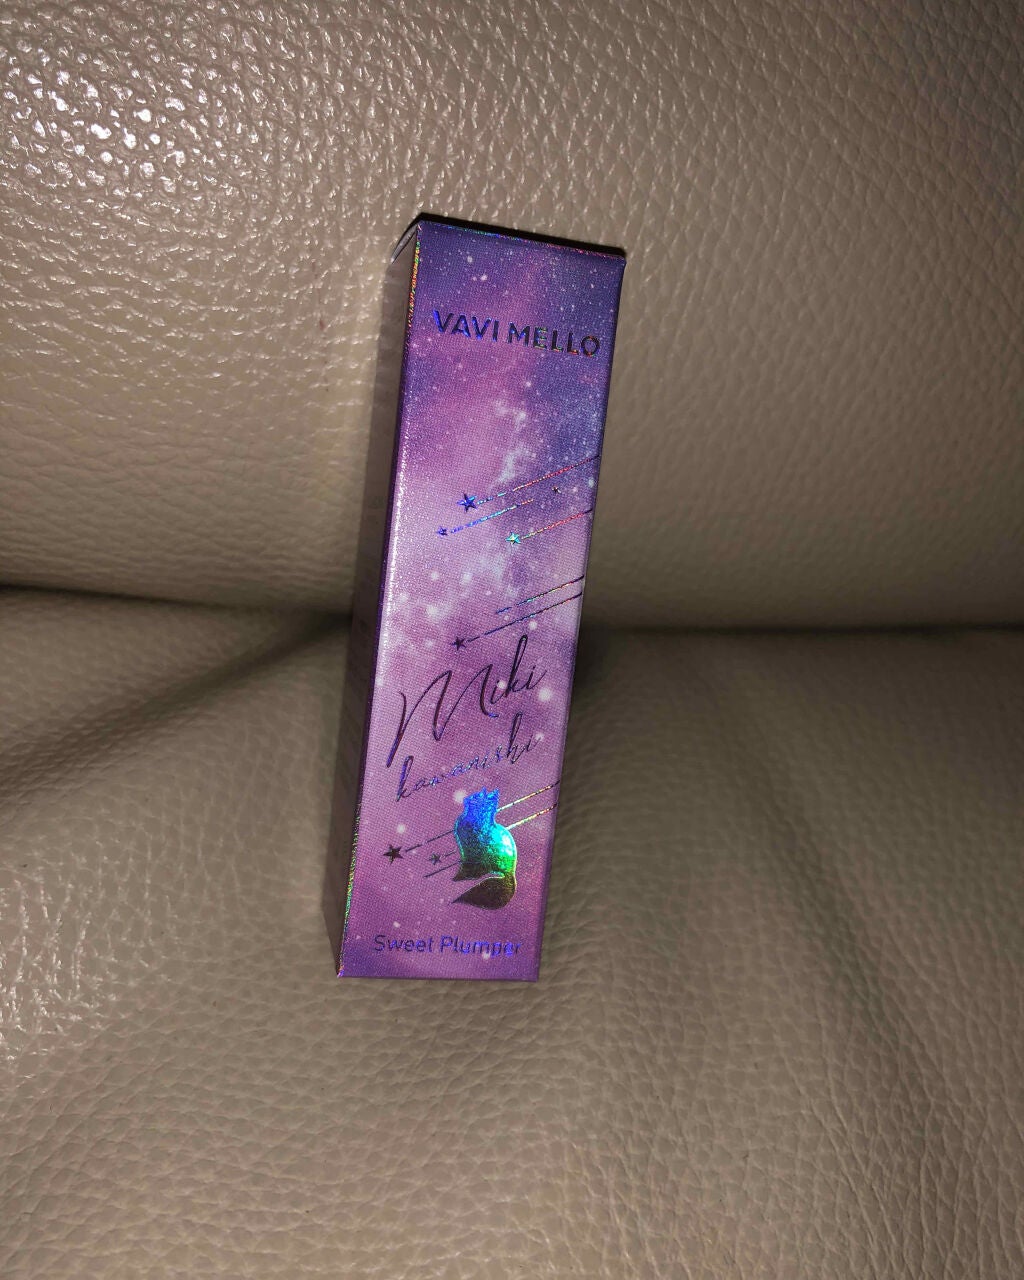 VAVI MELLO
Miki
kawanishi
Sweet Plumper